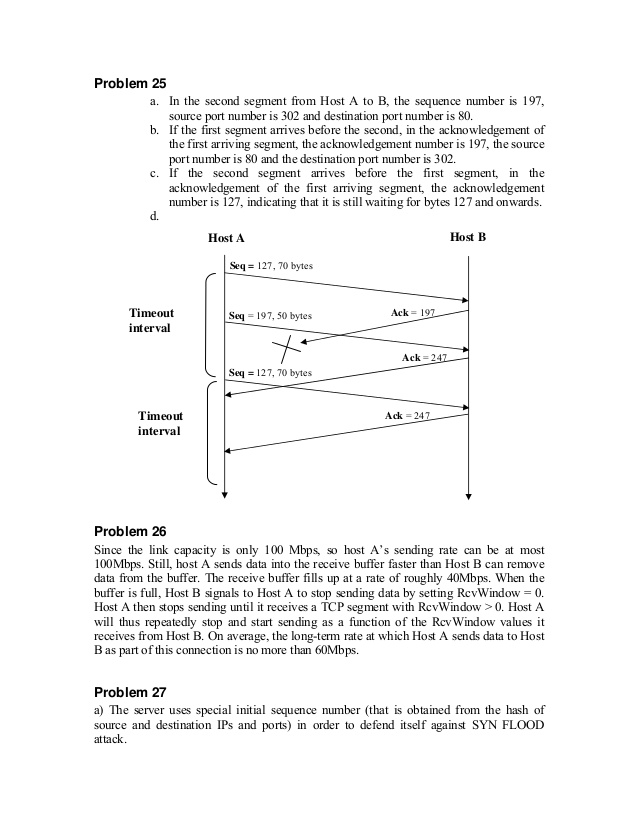 Problem 25
a. In the second segment from Host A to B, the sequence number is 197,
source port number is 302 and destination port number is 80.
b. If the first segment arrives before the second, in the acknowledgement of
the first arriving segment, the acknowledgement number is 197, the source
port number is 80 and the destination port number is 302.
c. If the second segment arrives before the first segment, in the
acknowledgement of the first arriving segment, the acknowledgement
number is 127, indicating that it is still waiting for bytes 127 and onwards.
d.
Host A
Host B
Seq = 127, 70 bytes
Timeout
interval
Ack = 197
Seq = 197, 50 bytes
Ack = 247
Seq = 127, 70 bytes
Timeout
interval
Ack = 247
Problem 26
Since the link capacity is only 100 Mbps, so host A's sending rate can be at most
100Mbps. Still, host A sends data into the receive buffer faster than Host B can remove
data from the buffer. The receive buffer fills up at a rate of roughly 40Mbps. When the
buffer is full, Host B signals to Host A to stop sending data by setting RcvWindow = 0.
Host A then stops sending until it receives a TCP segment with RcvWindow > 0. Host A
will thus repeatedly stop and start sending as a function of the RcvWindow values it
receives from Host B. On average, the long-term rate at which Host A sends data to Host
B as part of this connection is no more than 60Mbps.
Problem 27
a) The server uses special initial sequence number (that is obtained from the hash of
source and destination IPs and ports) in order to defend itself against SYN FLOOD
attack.